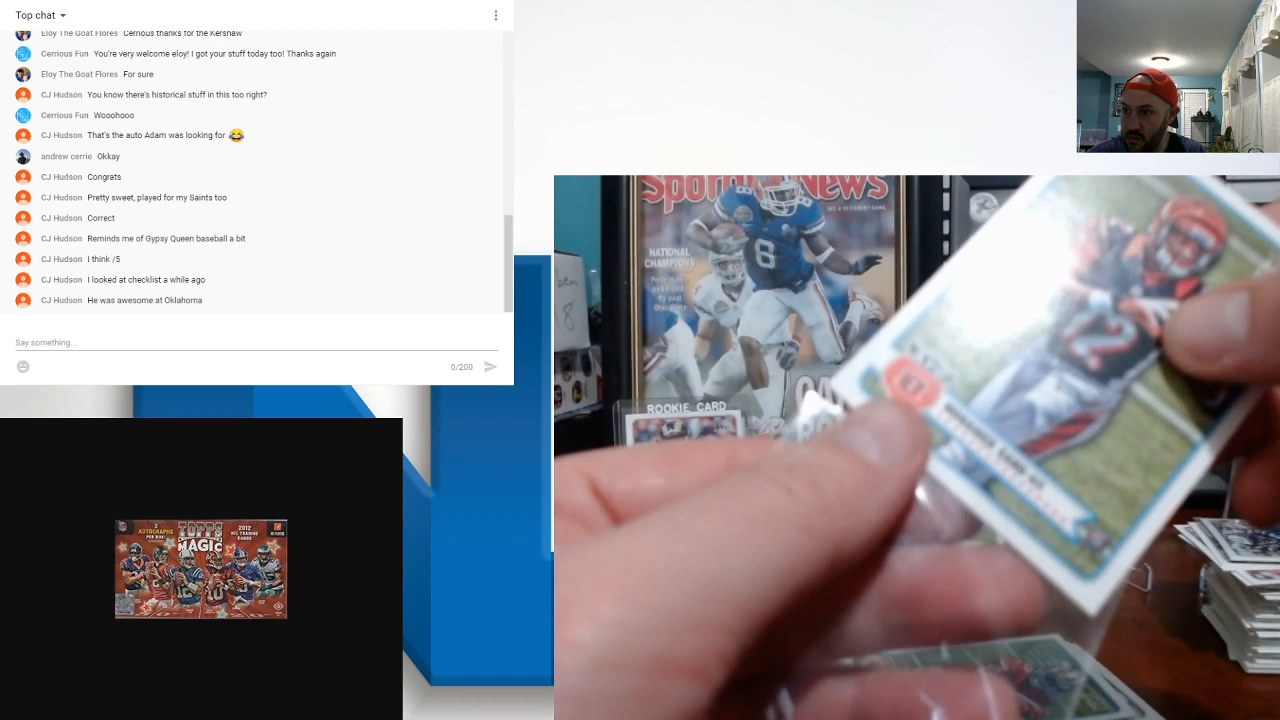 Top chat
Eloy The Goat Flores Cerrious thanks for the Kershaw
Cerrious Fun You're very welcome eloy! I got your stuff today too! Thanks again
Eloy The Goat Flores For sure
CJ Hudson You know there's historical stuff in this too right?
Cerrious Fun Wooohooo
CJ Hudson That's the auto Adam was looking for 😂
andrew cerrie Okkay
CJ Hudson Congrats
CJ Hudson Pretty sweet, played for my Saints too
CJ Hudson Correct
CJ Hudson Reminds me of Gypsy Queen baseball a bit
CJ Hudson I think /5
CJ Hudson I looked at checklist a while ago
CJ Hudson He was awesome at Oklahoma
Say something...
0/200
3
AUTOGRAPHS
PER BOX!
TOPPS
MAGIC
2012
NFL TRADING
CARDS
News
8
NATIONAL
CHAMPIONS
ROOKIE CARD
12